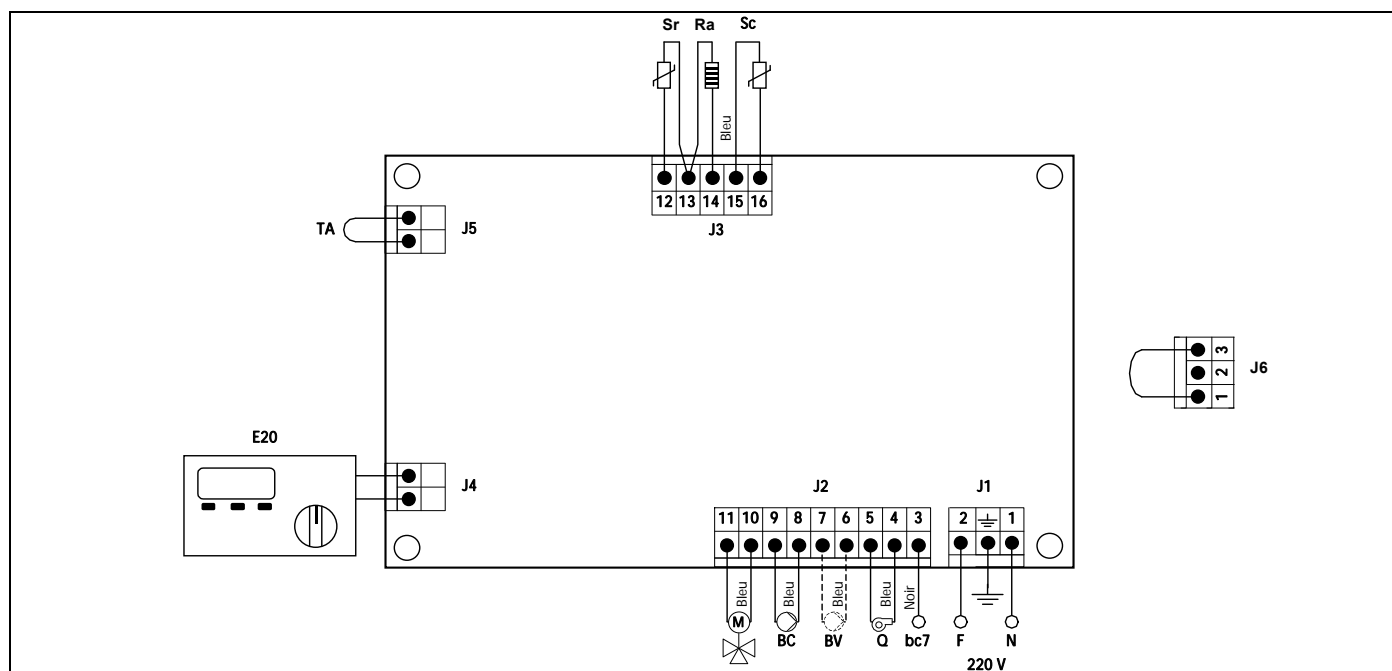 Sr Ra Sc
Bleu
12 13 14 15 16
J3
TA
J5
3
2
1
J6
E20
J4
J2
J1
11 10 9 8 7 6 5 4 3
2 1
Bleu Bleu Bleu Bleu Noir
M
BC BV Q bc7 F N
220 V